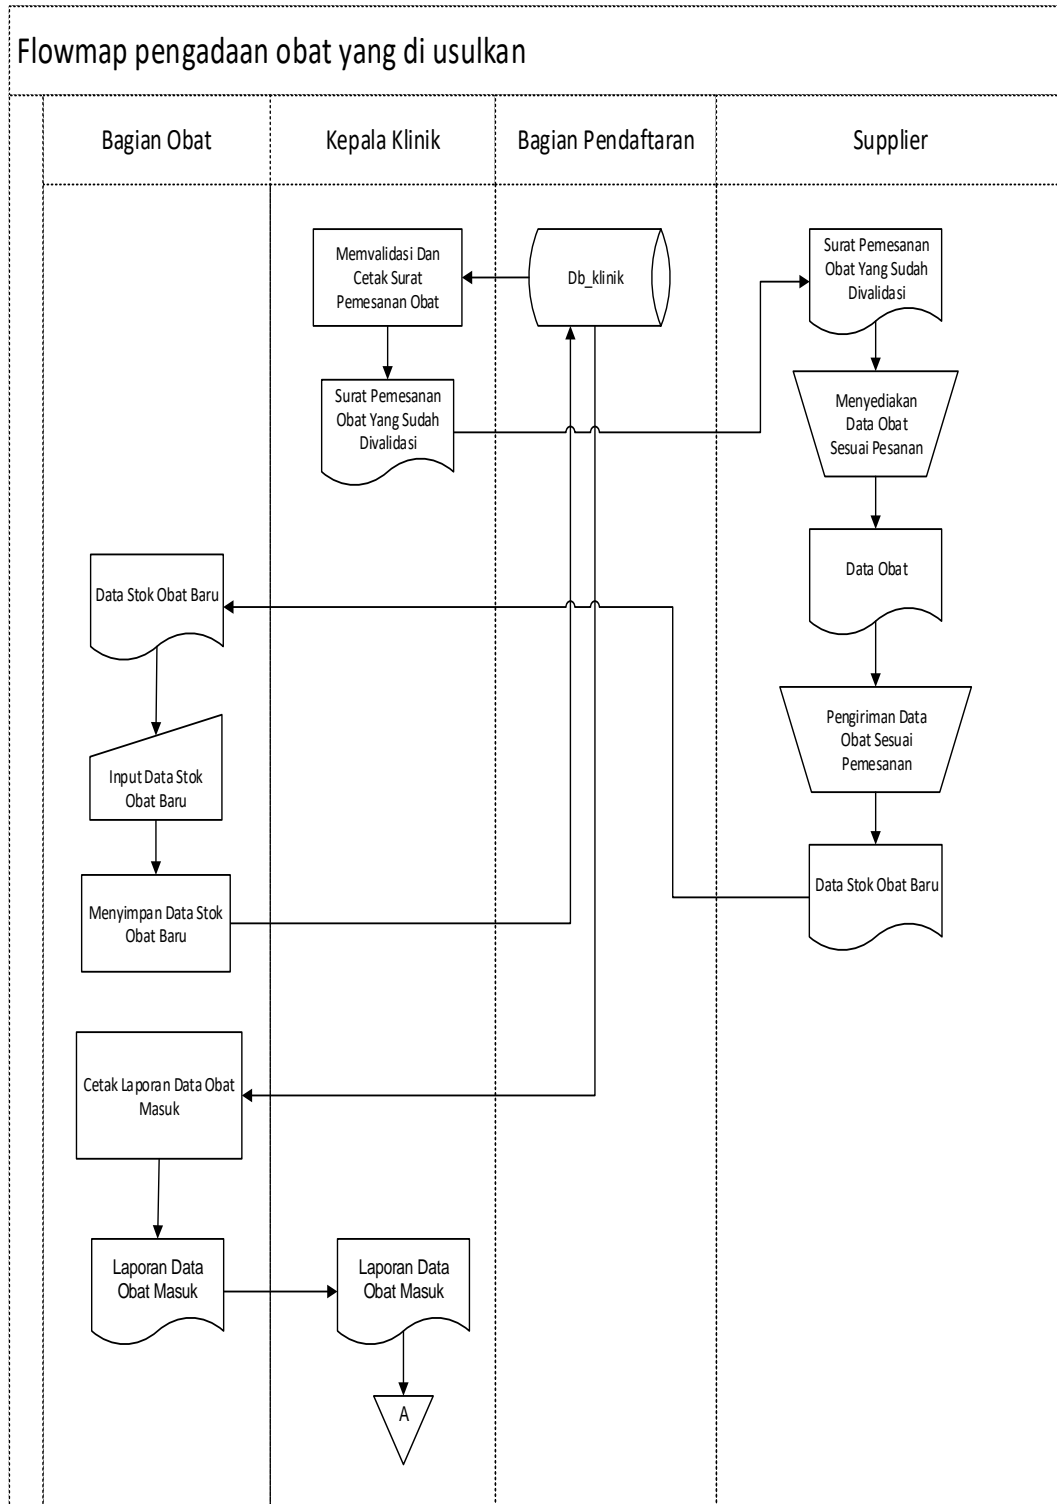 Flowmap pengadaan obat yang di usulkan
Bagian Obat
Kepala Klinik
Bagian Pendaftaran
Supplier
Memvalidasi Dan
Cetak Surat
Pemesanan Obat
Db_klinik
Surat Pemesanan
Obat Yang Sudah
Divalidasi
Surat Pemesanan
Obat Yang Sudah
Divalidasi
Menyediakan
Data Obat
Sesuai Pesanan
Data Obat
Data Stok Obat Baru
Pengiriman Data
Obat Sesuai
Pemesanan
Input Data Stok
Obat Baru
Data Stok Obat Baru
Menyimpan Data Stok
Obat Baru
Cetak Laporan Data Obat
Masuk
Laporan Data
Obat Masuk
Laporan Data
Obat Masuk
A